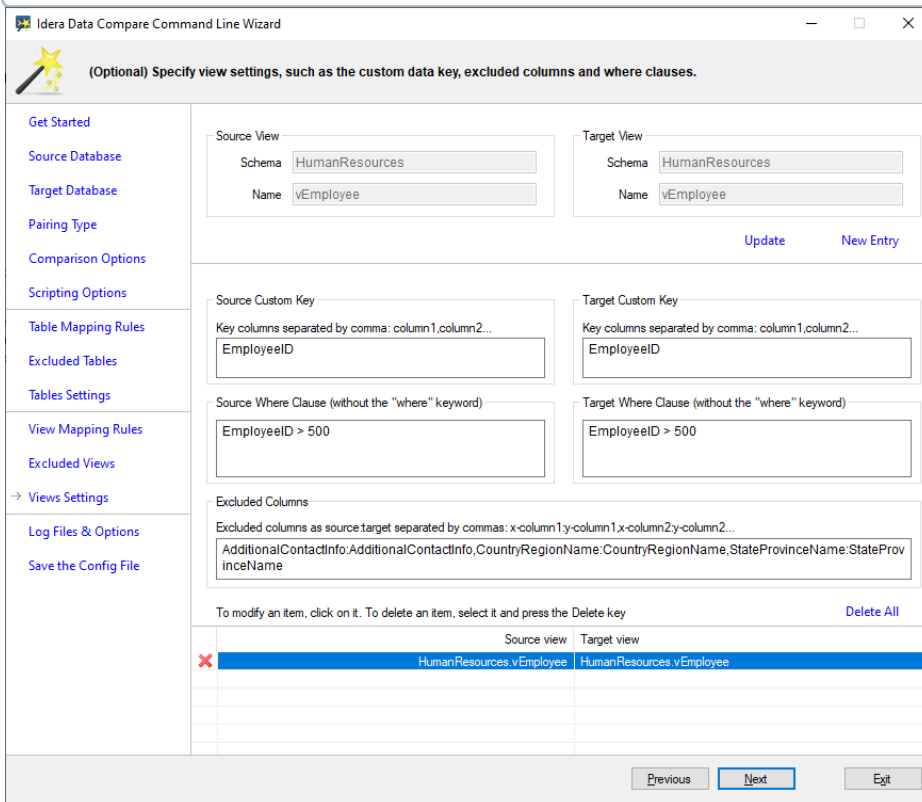 Idera Data Compare Command Line Wizard
(Optional) Specify view settings, such as the custom data key, excluded columns and where clauses.
Get Started
Source Database
Target Database
Pairing Type
Comparison Options
Scripting Options
Table Mapping Rules
Excluded Tables
Tables Settings
View Mapping Rules
Excluded Views
Views Settings
Log Files & Options
Save the Config File
Source View
Schema HumanResources
Name vEmployee
Target View
Schema HumanResources
Name vEmployee
Update New Entry
Source Custom Key
Key columns separated by comma: column1,column2...
EmployeeID
Target Custom Key
Key columns separated by comma: column1,column2...
EmployeeID
Source Where Clause (without the "where" keyword)
EmployeeID > 500
Target Where Clause (without the "where" keyword)
EmployeeID > 500
Excluded Columns
Excluded columns as source:target separated by commas: x-column1:y-column1,x-column2:y-column2...
AdditionalContactInfo:AdditionalContactInfo,CountryRegionName:CountryRegionName,StateProvinceName:StateProv
inceName
To modify an item, click on it. To delete an item, select it and press the Delete key Delete All
Source view Target view
HumanResources.vEmployee HumanResources.vEmployee
Previous Next Exit